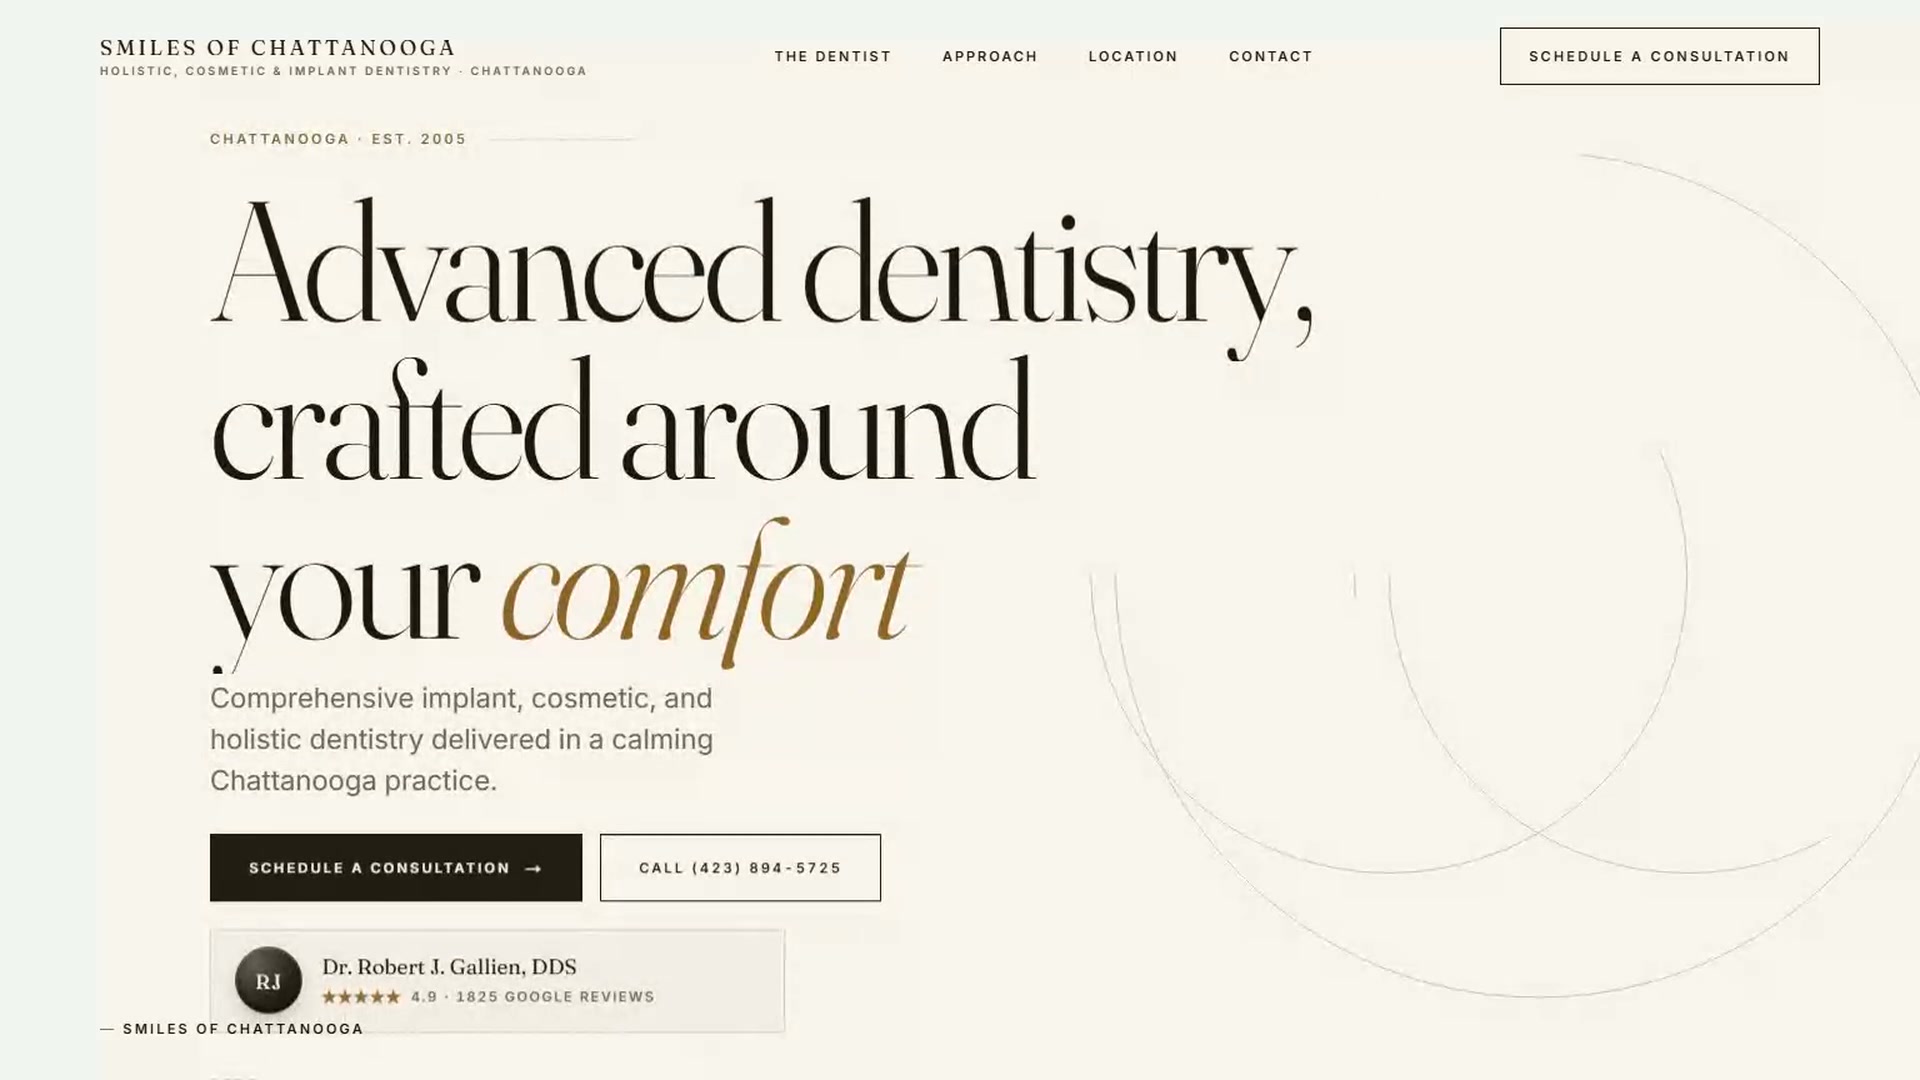 SMILES OF CHATTANOOGA
HOLISTIC, COSMETIC & IMPLANT DENTISTRY · CHATTANOOGA
THE DENTIST
APPROACH
LOCATION
CONTACT
SCHEDULE A CONSULTATION
CHATTANOOGA · EST. 2005
Advanced dentistry,
crafted around
your comfort
Comprehensive implant, cosmetic, and
holistic dentistry delivered in a calming
Chattanooga practice.
SCHEDULE A CONSULTATION →
CALL (423) 894-5725
RJ
Dr. Robert J. Gallien, DDS
★★★★★ 4.9 · 1825 GOOGLE REVIEWS
— SMILES OF CHATTANOOGA